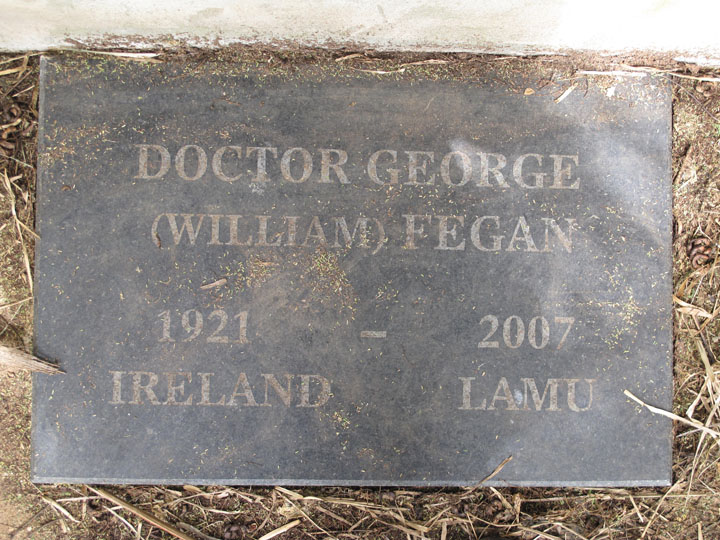 DOCTOR GEORGE
(WILLIAM) FEGAN
1921 – 2007
IRELAND LAMU